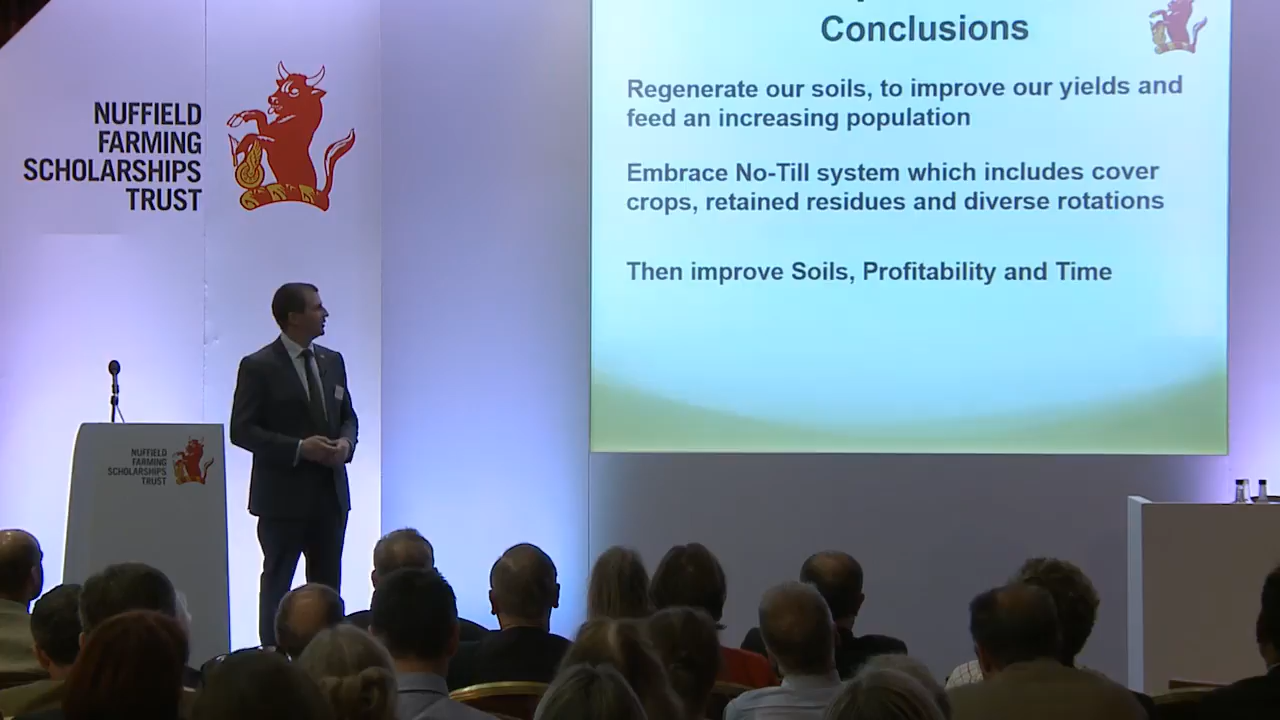 NUFFIELD
FARMING
SCHOLARSHIPS
TRUST
Conclusions
Regenerate our soils, to improve our yields and
feed an increasing population
Embrace No-Till system which includes cover
crops, retained residues and diverse rotations
Then improve Soils, Profitability and Time
NUFFIELD
FARMING
SCHOLARSHIPS
TRUST